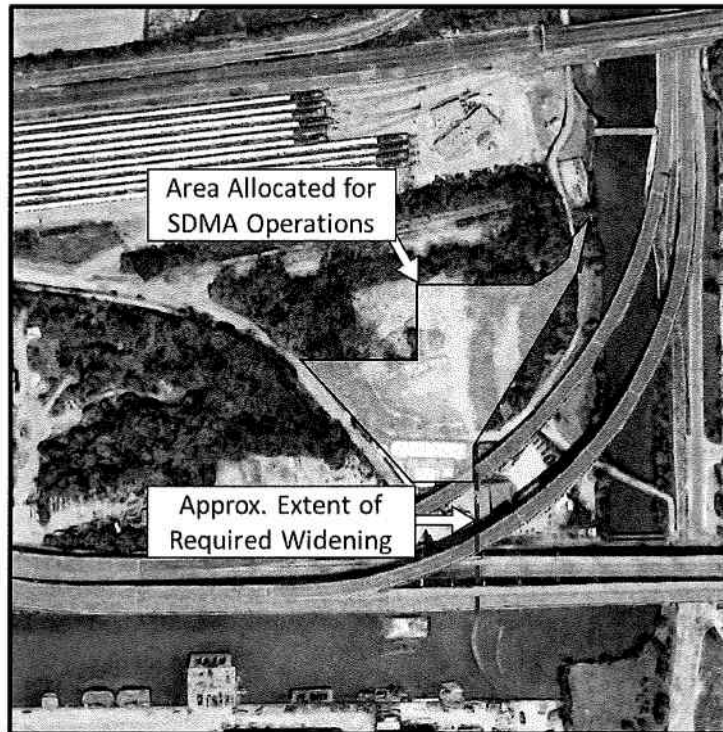 Area Allocated for
SDMA Operations
Approx. Extent of
Required Widening